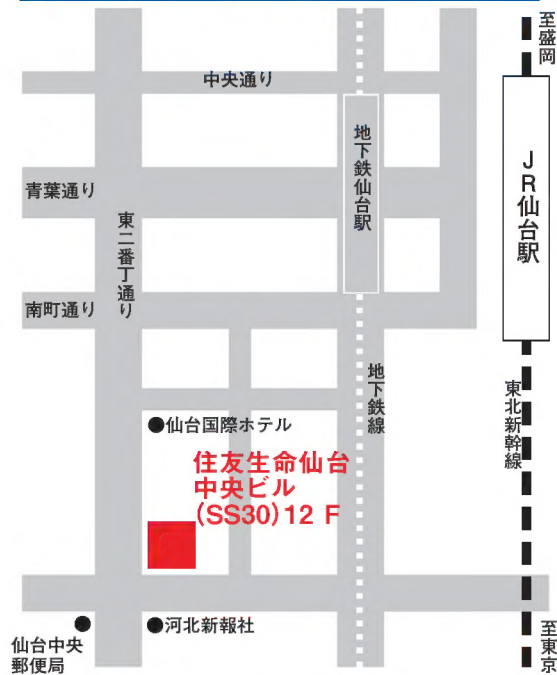 至盛岡
中央通り
地下鉄仙台駅
JR仙台駅
青葉通り
東二番丁通り
南町通り
地下鉄線
東北新幹線
●仙台国際ホテル
住友生命仙台
中央ビル
(SS30)12 F
●河北新報社
仙台中央
郵便局
至東京